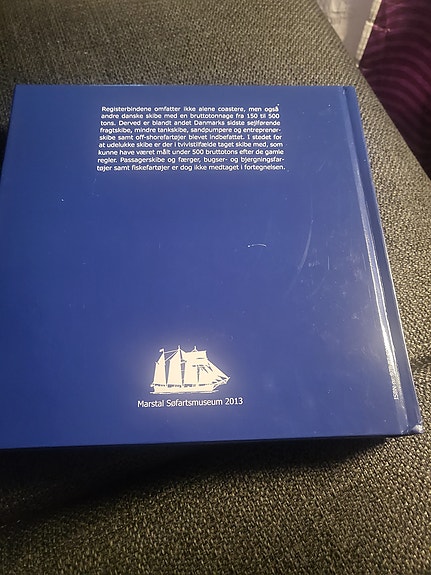 Registerbindene omfatter ikke alene coastere, men også
andre danske skibe med en bruttotonnage fra 150 til 500
tons. Derved er blandt andet Danmarks sidste sejlførende
fragtskibe, mindre tankskibe, sandpumpere og entreprenør-
skibe samt off-shorefartøjer blevet indbefattet. I stedet for
at udelukke skibe er der i tvivlstilfælde taget skibe med, som
kunne have været målt under 500 bruttotons efter de gamle
regler. Passagerskibe og færger, bugser- og bjergningsfar-
tøjer samt fiskefartøjer er dog ikke medtaget i fortegnelsen.
Marstal Søfartsmuseum 2013
ISBN